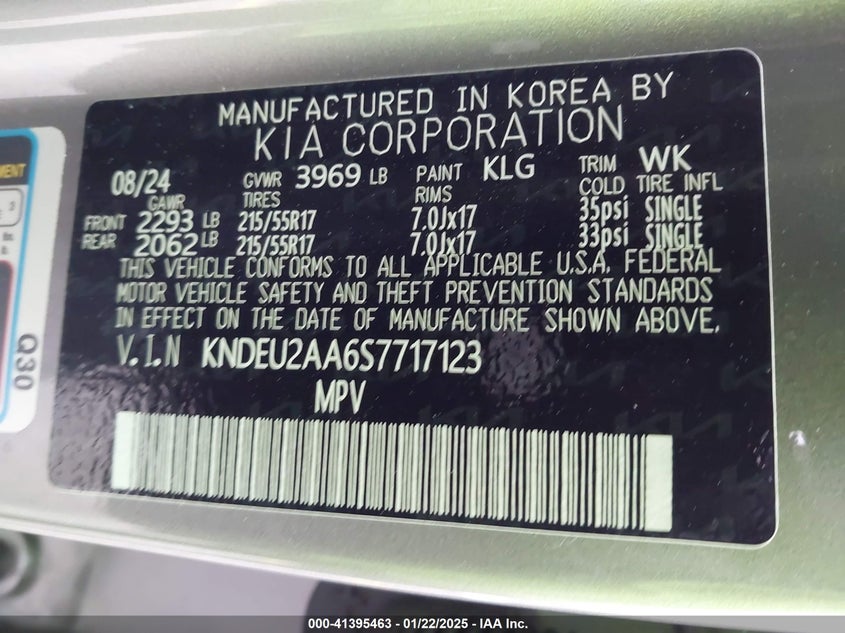 MANUFACTURED IN KOREA BY
KIA CORPORATION
08/24 GVWR 3969 LB PAINT KLG TRIM WK
GAWR TIRES RIMS COLD TIRE INFL
FRONT 2293 LB 215/55R17 7.0Jx17 35psi SINGLE
REAR 2062 LB 215/55R17 7.0Jx17 33psi SINGLE
THIS VEHICLE CONFORMS TO ALL APPLICABLE U.S.A. FEDERAL
MOTOR VEHICLE SAFETY AND THEFT PREVENTION STANDARDS
IN EFFECT ON THE DATE OF MANUFACTURE SHOWN ABOVE.
V.I.N KNDEU2AA6S7717123
MPV
Q30
000-41395463 - 01/22/2025 - IAA Inc.